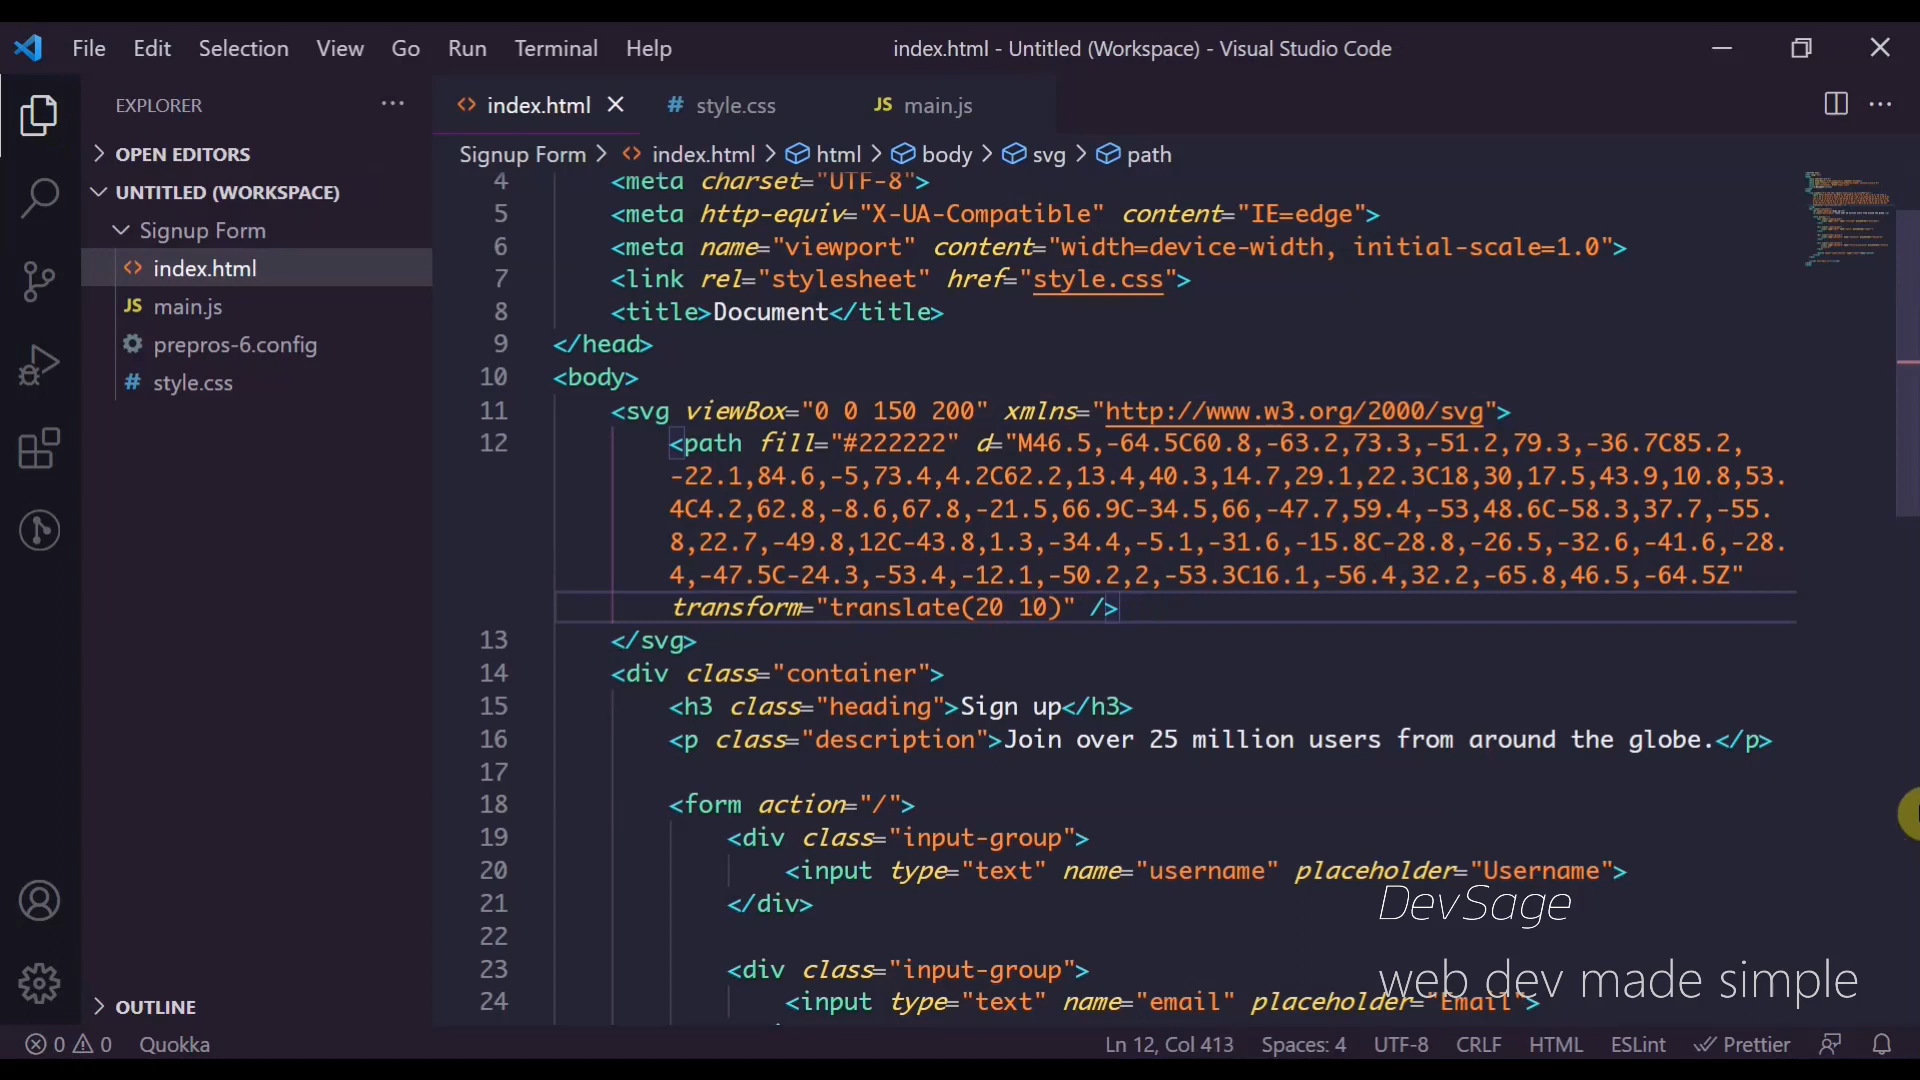 File Edit Selection View Go Run Terminal Help
index.html - Untitled (Workspace) - Visual Studio Code
EXPLORER
OPEN EDITORS
UNTITLED (WORKSPACE)
Signup Form
<> index.html
JS main.js
prepros-6.config
# style.css
OUTLINE
<> index.html
# style.css
JS main.js
Signup Form > <> index.html > html > body > svg > path
4 <meta charset="UTF-8">
5 <meta http-equiv="X-UA-Compatible" content="IE=edge">
6 <meta name="viewport" content="width=device-width, initial-scale=1.0">
7 <link rel="stylesheet" href="style.css">
8 <title>Document</title>
9 </head>
10 <body>
11 <svg viewBox="0 0 150 200" xmlns="http://www.w3.org/2000/svg">
12 <path fill="#222222" d="M46.5,-64.5C60.8,-63.2,73.3,-51.2,79.3,-36.7C85.2,
-22.1,84.6,-5,73.4,4.2C62.2,13.4,40.3,14.7,29.1,22.3C18,30,17.5,43.9,10.8,53.
4C4.2,62.8,-8.6,67.8,-21.5,66.9C-34.5,66,-47.7,59.4,-53,48.6C-58.3,37.7,-55.
8,22.7,-49.8,12C-43.8,1.3,-34.4,-5.1,-31.6,-15.8C-28.8,-26.5,-32.6,-41.6,-28.
4,-47.5C-24.3,-53.4,-12.1,-50.2,2,-53.3C16.1,-56.4,32.2,-65.8,46.5,-64.5Z"
transform="translate(20 10)" />
13 </svg>
14 <div class="container">
15 <h3 class="heading">Sign up</h3>
16 <p class="description">Join over 25 million users from around the globe.</p>
17
18 <form action="/">
19 <div class="input-group">
20 <input type="text" name="username" placeholder="Username">
21 </div>
22
23 <div class="input-group">
24 <input type="text" name="email" placeholder="Email">
DevSage
web dev made simple
0 0 Quokka
Ln 12, Col 413 Spaces: 4 UTF-8 CRLF HTML ESLint Prettier